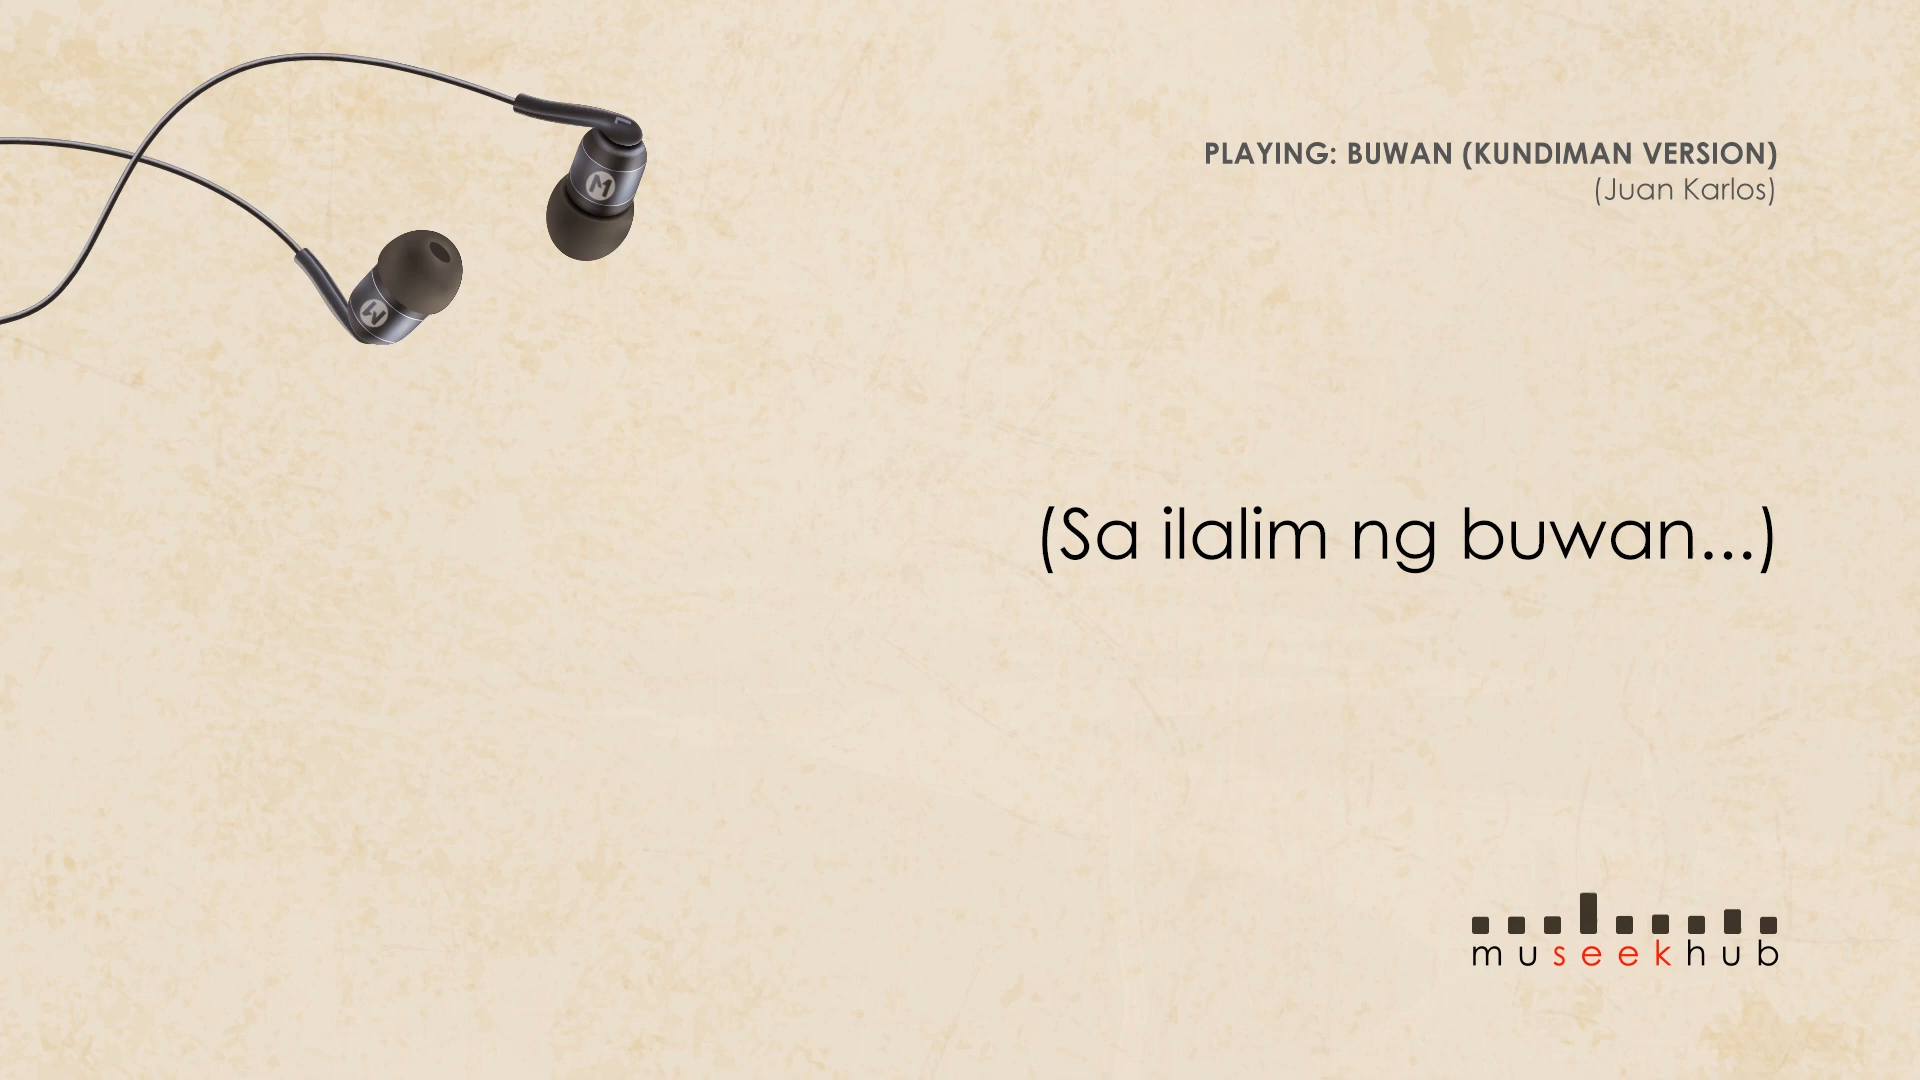 PLAYING: BUWAN (KUNDIMAN VERSION)
(Juan Karlos)
L
M
M
(Sa ilalim ng buwan...)
museekhub